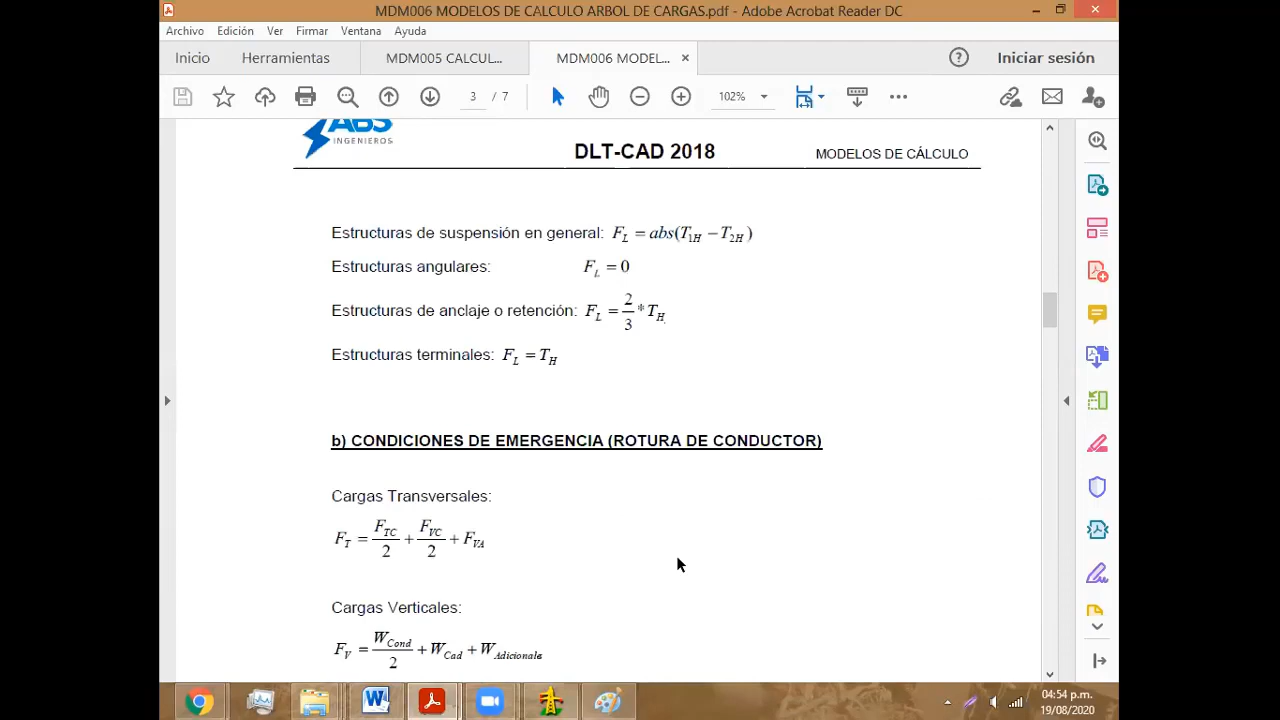 MDM006 MODELOS DE CALCULO ARBOL DE CARGAS.pdf - Adobe Acrobat Reader DC
Archivo Edición Ver Firmar Ventana Ayuda
Inicio Herramientas MDM005 CALCUL... MDM006 MODEL... × Iniciar sesión
3 / 7 102%
ABS
INGENIEROS
DLT-CAD 2018 MODELOS DE CÁLCULO
Estructuras de suspensión en general: F_L = abs(T_1H − T_2H)
Estructuras angulares: F_L = 0
Estructuras de anclaje o retención: F_L = 2/3 * T_H
Estructuras terminales: F_L = T_H
b) CONDICIONES DE EMERGENCIA (ROTURA DE CONDUCTOR)
Cargas Transversales:
F_T = F_TC/2 + F_VC/2 + F_VA
Cargas Verticales:
F_V = W_Cond/2 + W_Cad + W_Adicionale
04:54 p.m.
19/08/2020